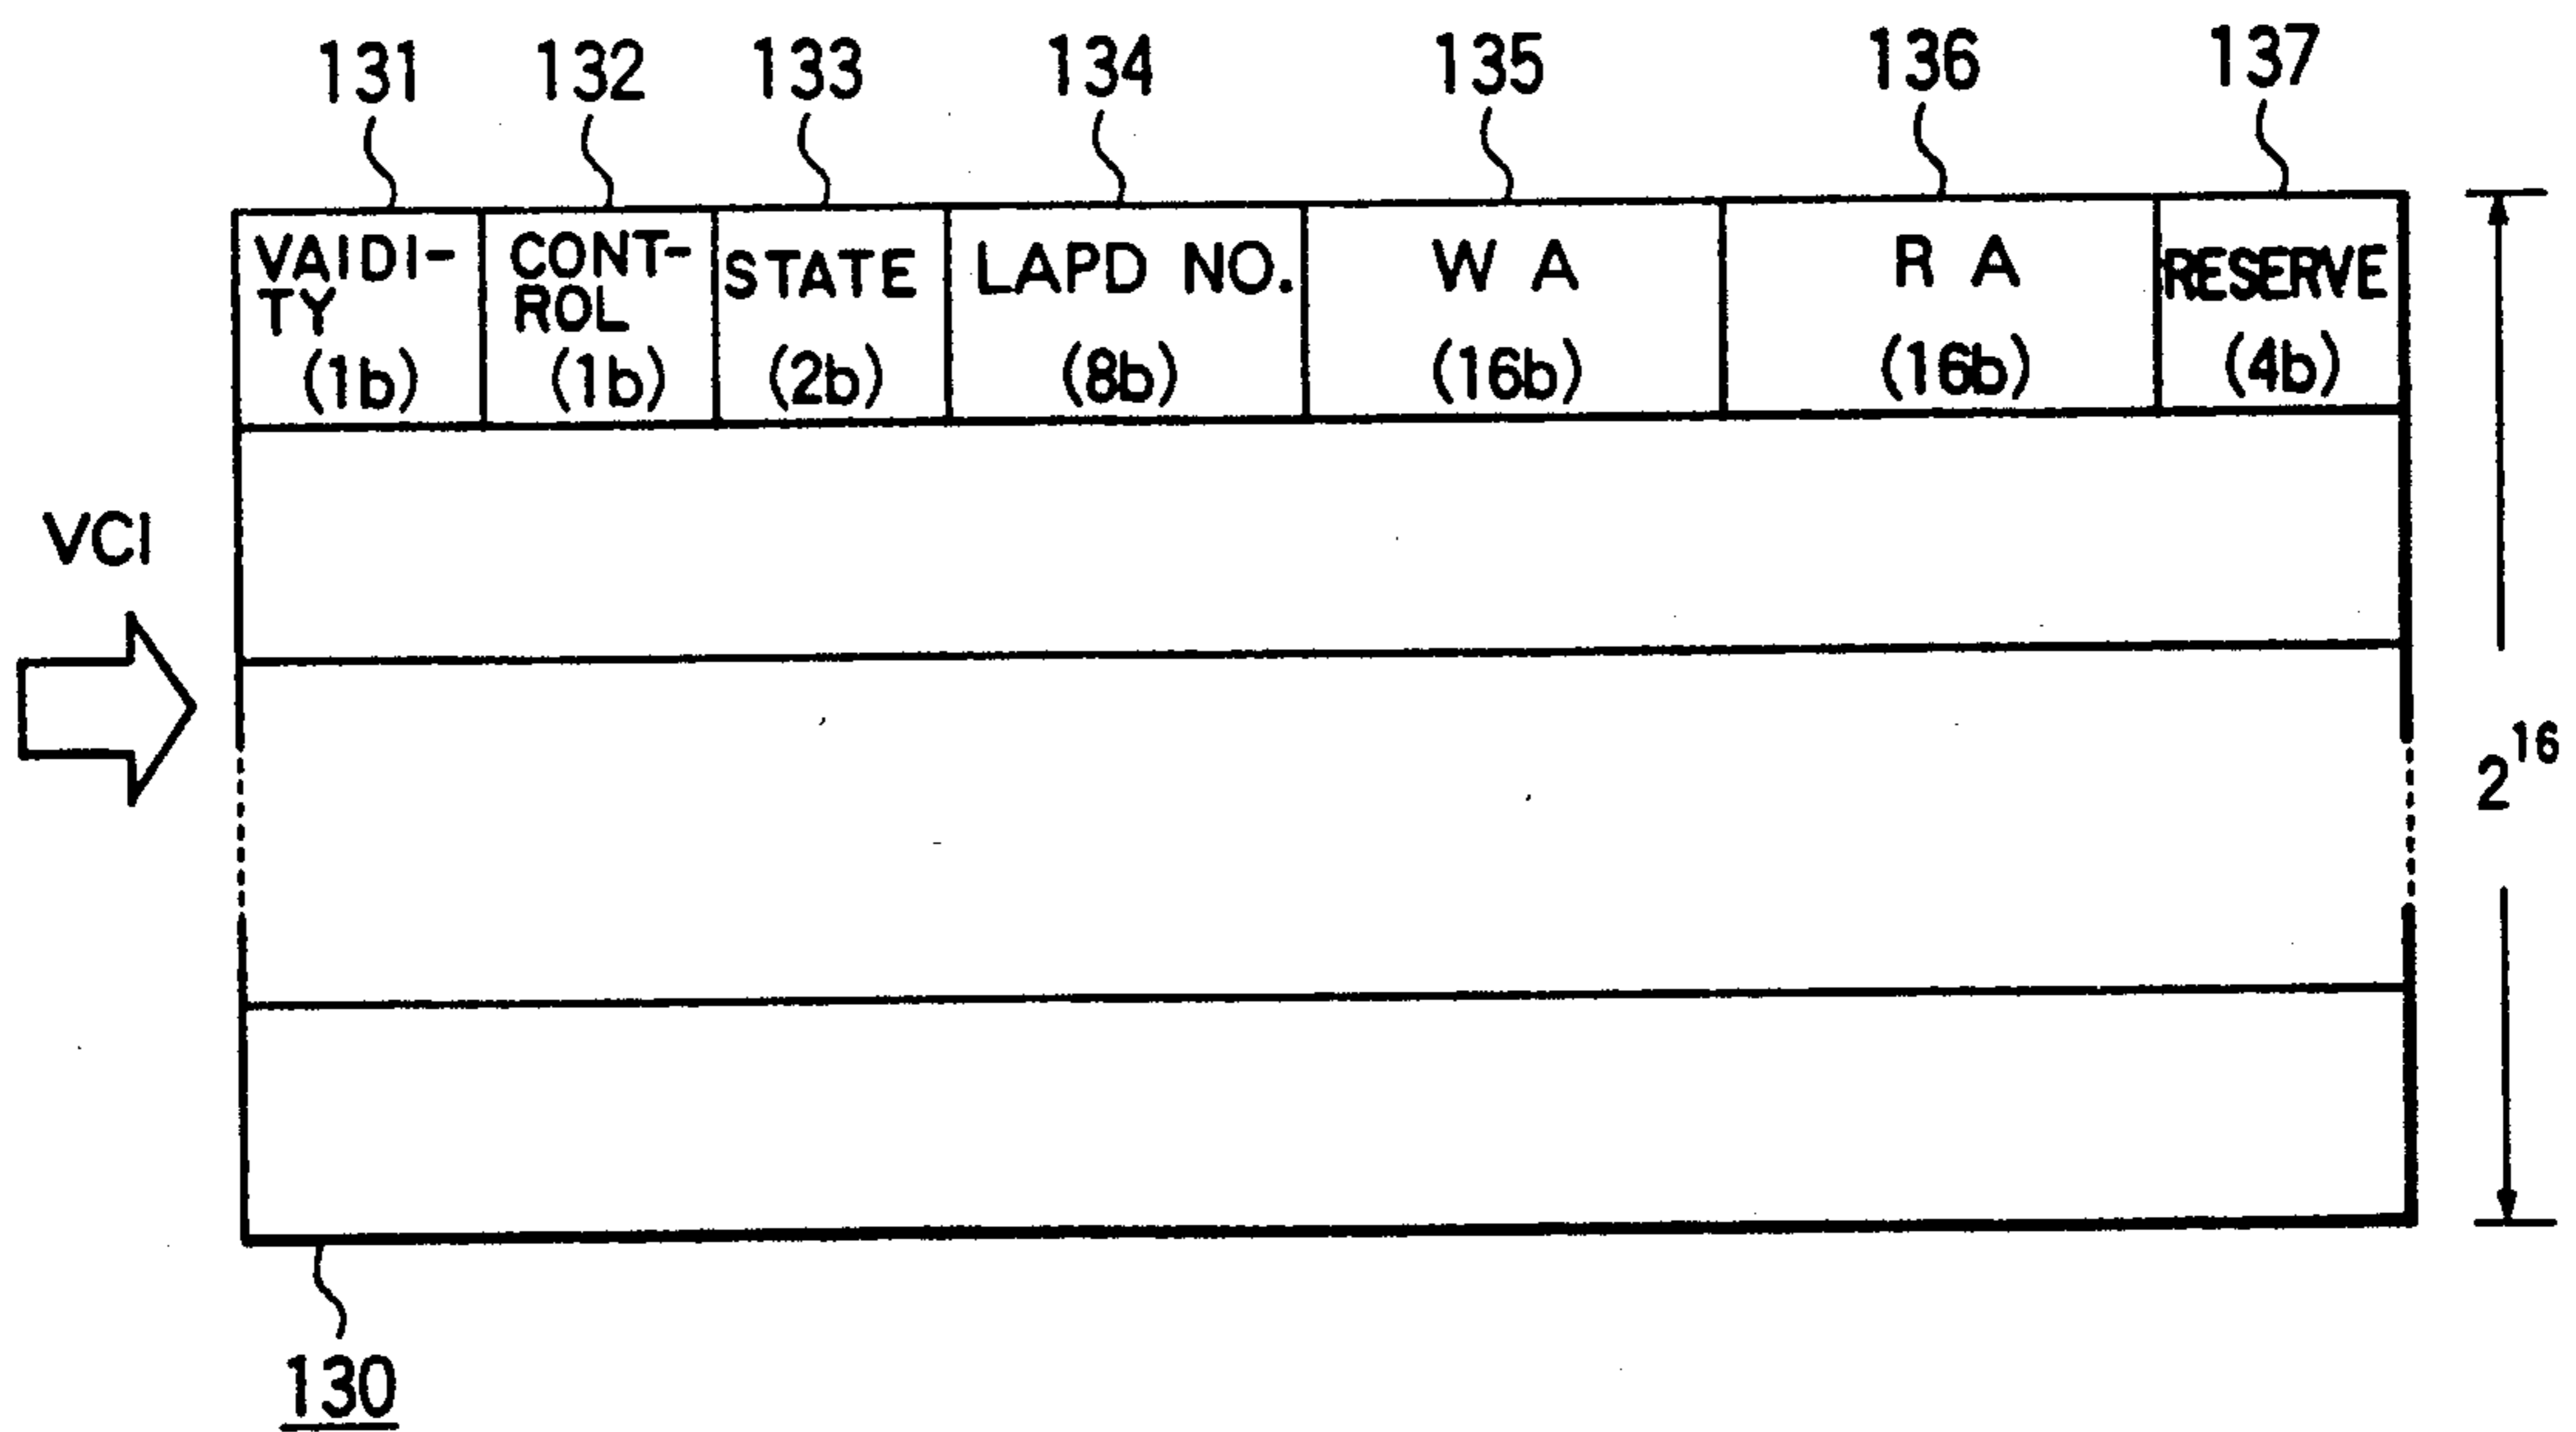 131 132 133 134 135 136 137
VAIDI- CONT- STATE LAPD NO. W A R A RESERVE
TY ROL
(1b) (1b) (2b) (8b) (16b) (16b) (4b)
VCI
2^16
130